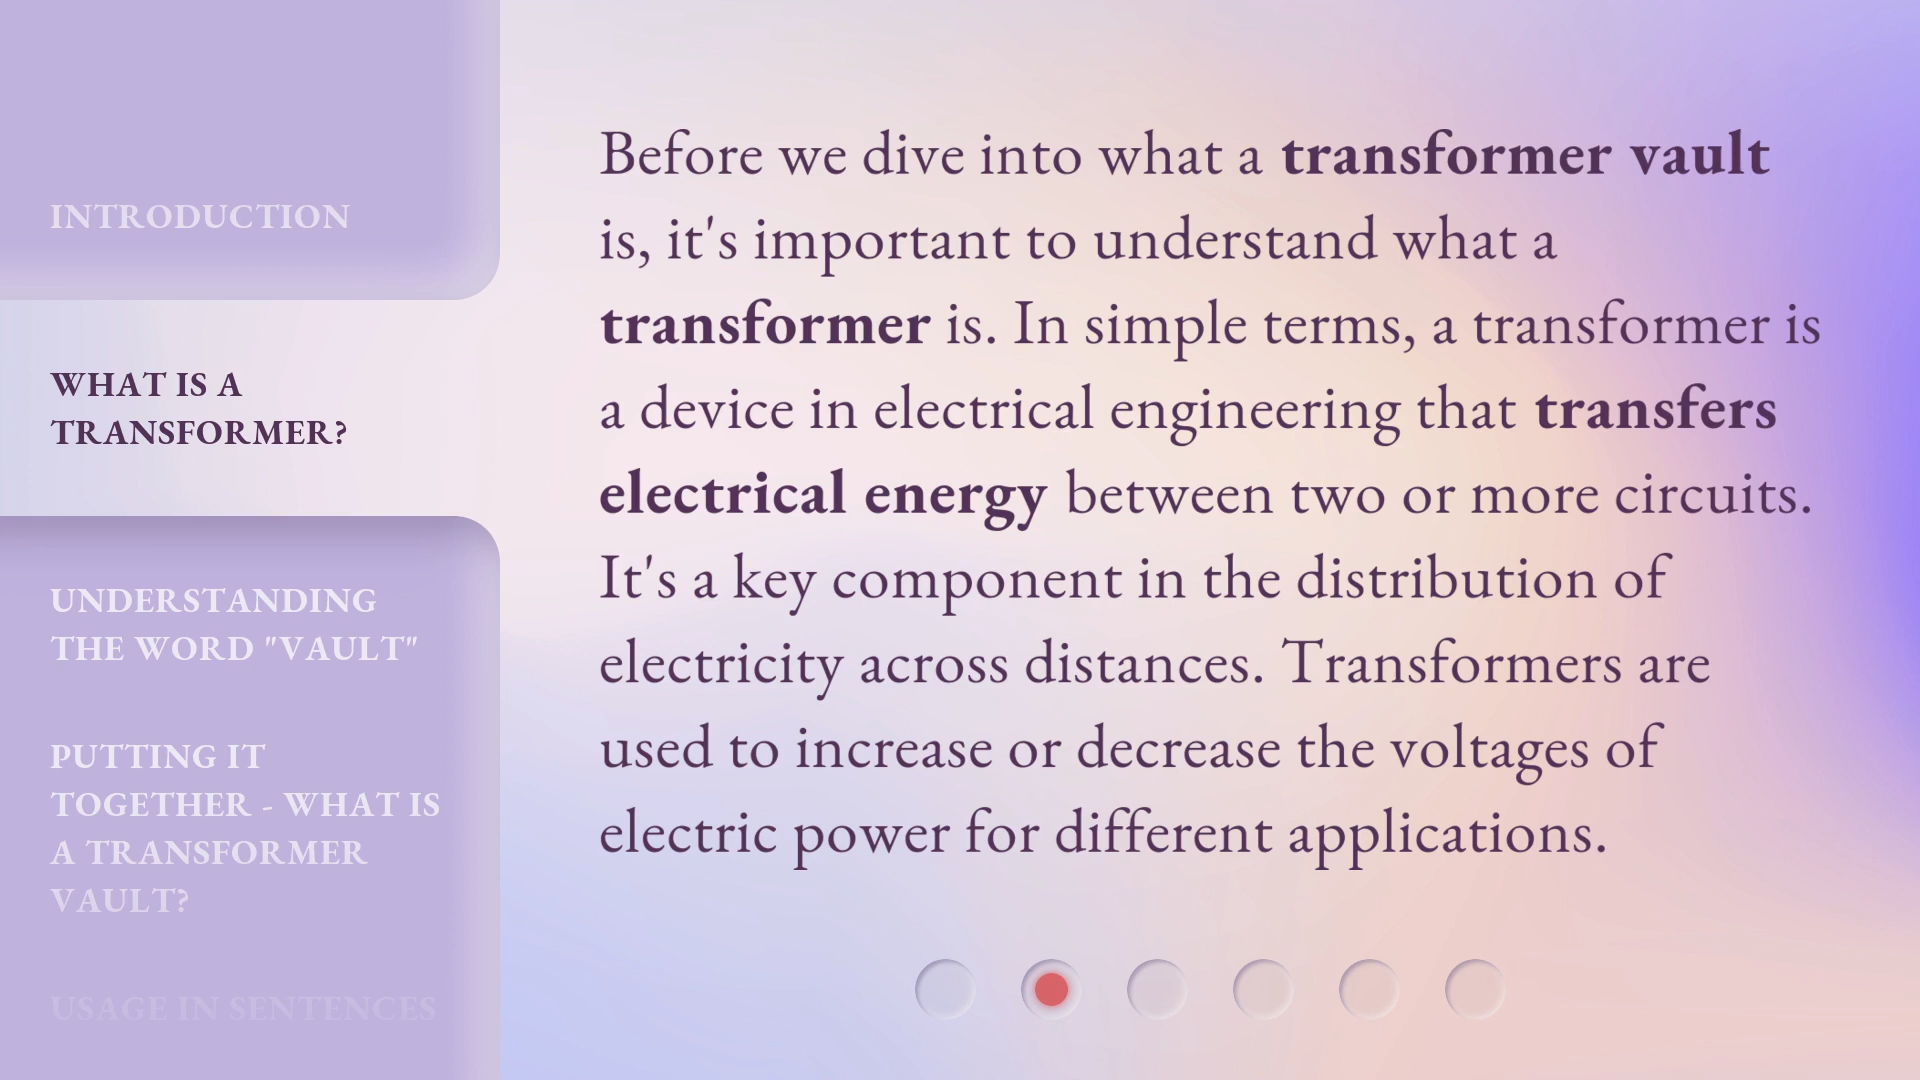 INTRODUCTION
WHAT IS A
TRANSFORMER?
UNDERSTANDING
THE WORD "VAULT"
PUTTING IT
TOGETHER - WHAT IS
A TRANSFORMER
VAULT?
USAGE IN SENTENCES
Before we dive into what a transformer vault
is, it's important to understand what a
transformer is. In simple terms, a transformer is
a device in electrical engineering that transfers
electrical energy between two or more circuits.
It's a key component in the distribution of
electricity across distances. Transformers are
used to increase or decrease the voltages of
electric power for different applications.